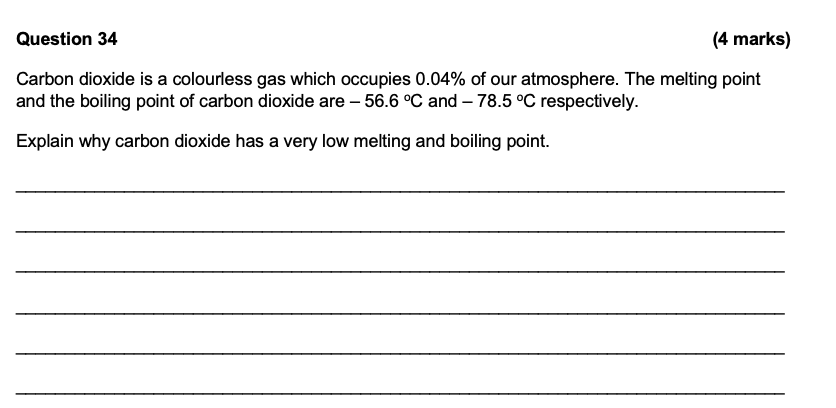 Question 34 (4 marks)
Carbon dioxide is a colourless gas which occupies 0.04% of our atmosphere. The melting point
and the boiling point of carbon dioxide are – 56.6 ºC and – 78.5 ºC respectively.
Explain why carbon dioxide has a very low melting and boiling point.